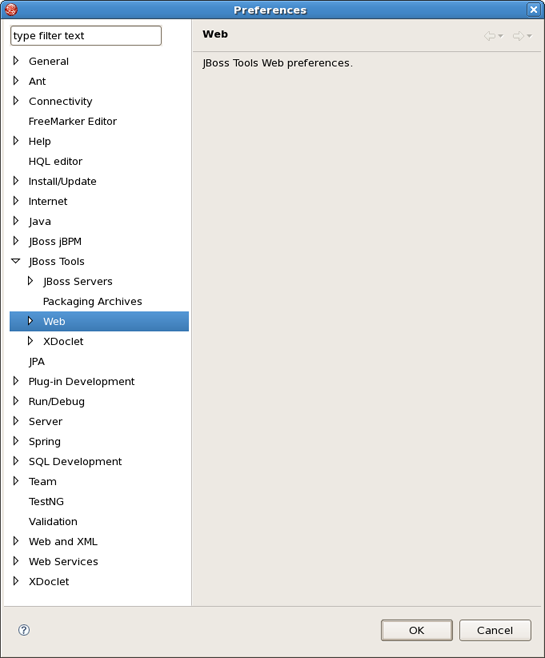 Preferences
type filter text
Web
General
JBoss Tools Web preferences.
Ant
Connectivity
FreeMarker Editor
Help
HQL editor
Install/Update
Internet
Java
JBoss jBPM
JBoss Tools
JBoss Servers
Packaging Archives
Web
XDoclet
JPA
Plug-in Development
Run/Debug
Server
Spring
SQL Development
Team
TestNG
Validation
Web and XML
Web Services
XDoclet
?
OK
Cancel